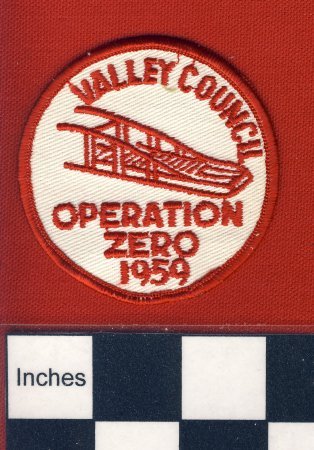 VALLEY COUNCIL
OPERATION
ZERO
1959
Inches